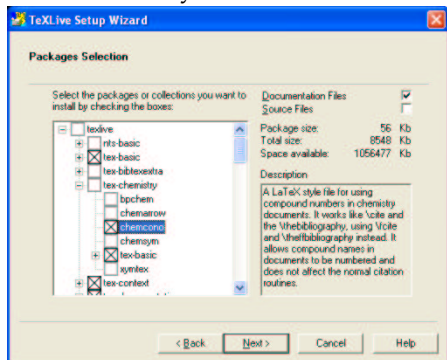 TeXLive Setup Wizard
Packages Selection
Select the packages or collections you want to
install by checking the boxes:
texlive
nts-basic
tex-basic
tex-bibtexextra
tex-chemistry
bpchem
chemarrow
chemcono
chemsym
tex-basic
xymtex
tex-context
Documentation Files
Source Files
Package size: 56 Kb
Total size: 8548 Kb
Space available: 1056477 Kb
Description
A LaTeX style file for using
compound numbers in chemistry
documents. It works like \cite and
the \thebibliography, using \fcite
and \theffbibliography instead. It
allows compound names in
documents to be numbered and
does not affect the normal citation
routines.
< Back
Next >
Cancel
Help